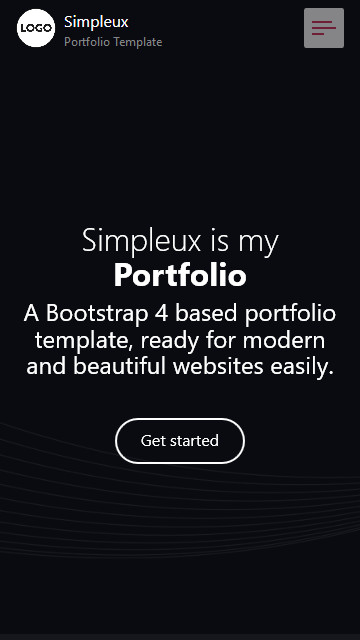 LOGO
Simpleux
Portfolio Template
Simpleux is my
Portfolio
A Bootstrap 4 based portfolio
template, ready for modern
and beautiful websites easily.
Get started